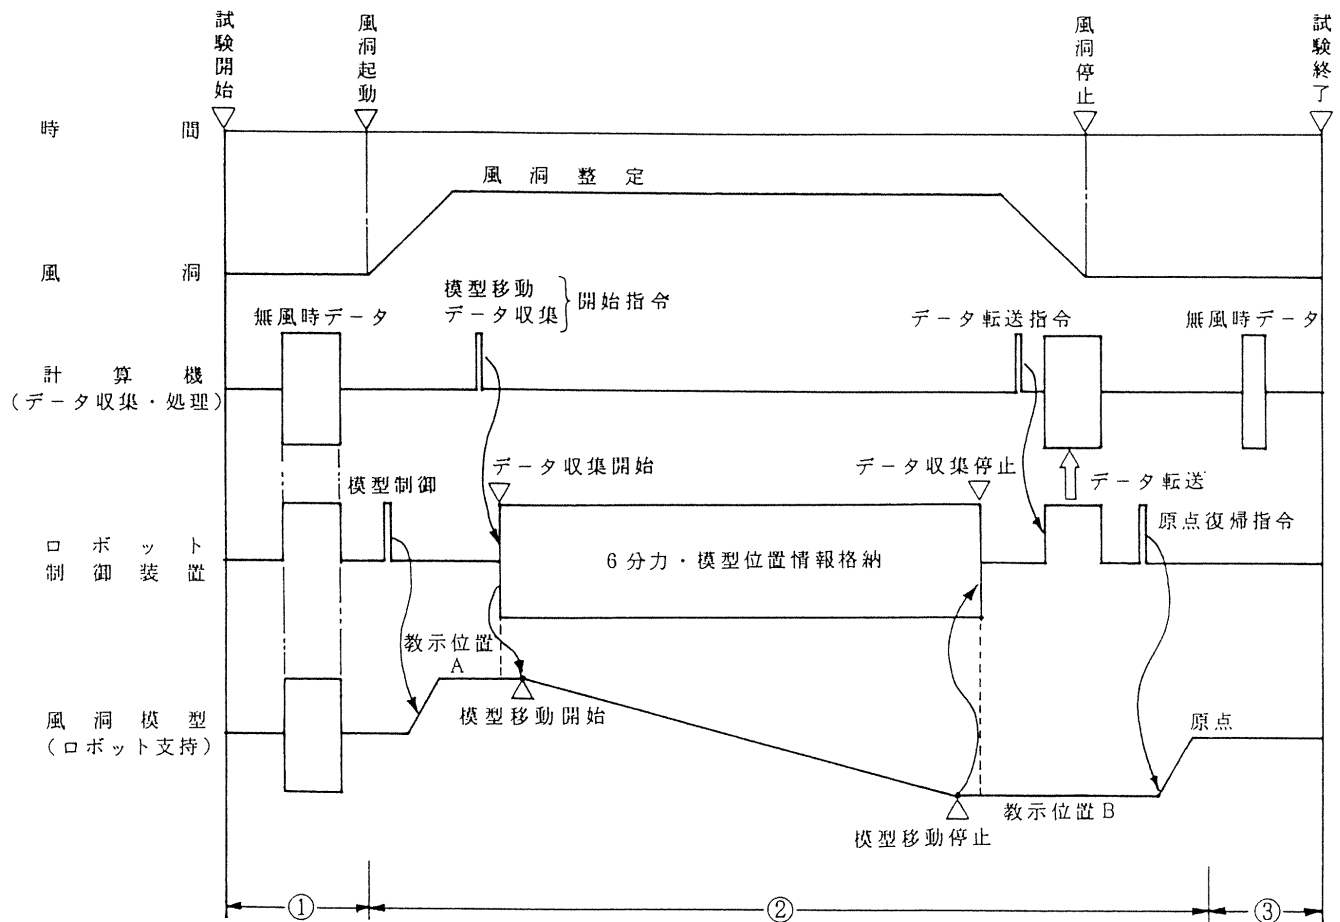 試験開始
風洞起動
風洞停止
試験終了
時間
風洞整定
風洞
模型移動
データ収集
開始指令
無風時データ
データ転送指令
無風時データ
計算機
(データ収集・処理)
データ収集開始
データ収集停止
データ転送
模型制御
原点復帰指令
ロボット
制御装置
6分力・模型位置情報格納
教示位置
A
模型移動開始
風洞模型
(ロボット支持)
原点
教示位置B
模型移動停止
①
②
③